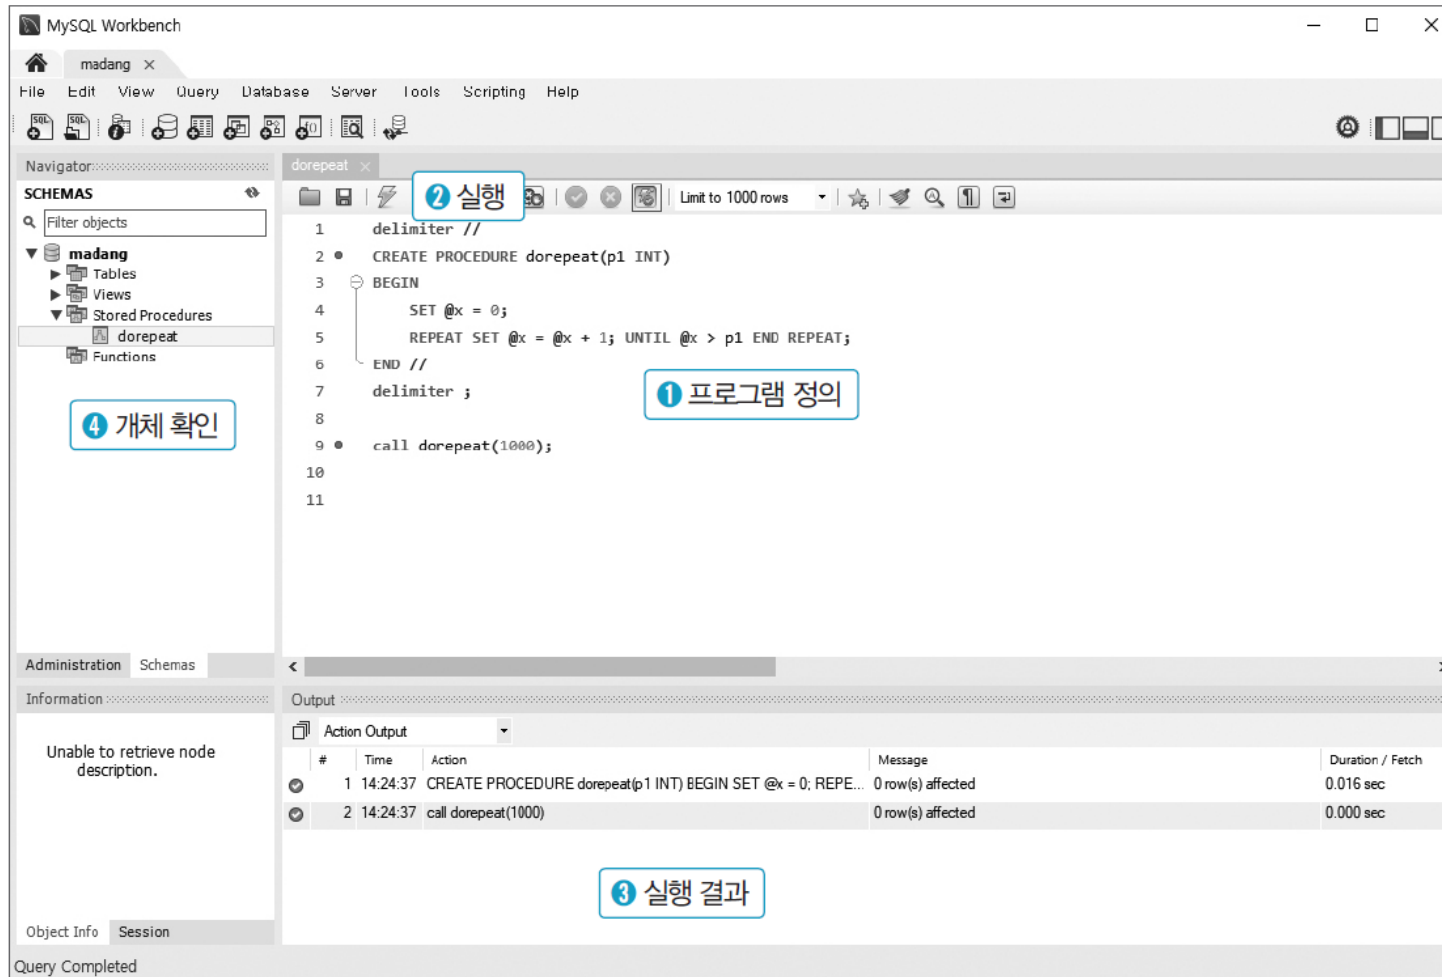 MySQL Workbench
madang
File Edit View Query Database Server Tools Scripting Help
Navigator
SCHEMAS
Filter objects
madang
Tables
Views
Stored Procedures
dorepeat
Functions
❹ 개체 확인
Administration Schemas
Information
Unable to retrieve node
description.
Object Info Session
dorepeat
❷ 실행
Limit to 1000 rows
1 delimiter //
2 CREATE PROCEDURE dorepeat(p1 INT)
3 BEGIN
4 SET @x = 0;
5 REPEAT SET @x = @x + 1; UNTIL @x > p1 END REPEAT;
6 END //
7 delimiter ;
8
9 call dorepeat(1000);
10
11
❶ 프로그램 정의
Output
Action Output
# Time Action Message Duration / Fetch
1 14:24:37 CREATE PROCEDURE dorepeat(p1 INT) BEGIN SET @x = 0; REPE... 0 row(s) affected 0.016 sec
2 14:24:37 call dorepeat(1000) 0 row(s) affected 0.000 sec
❸ 실행 결과
Query Completed